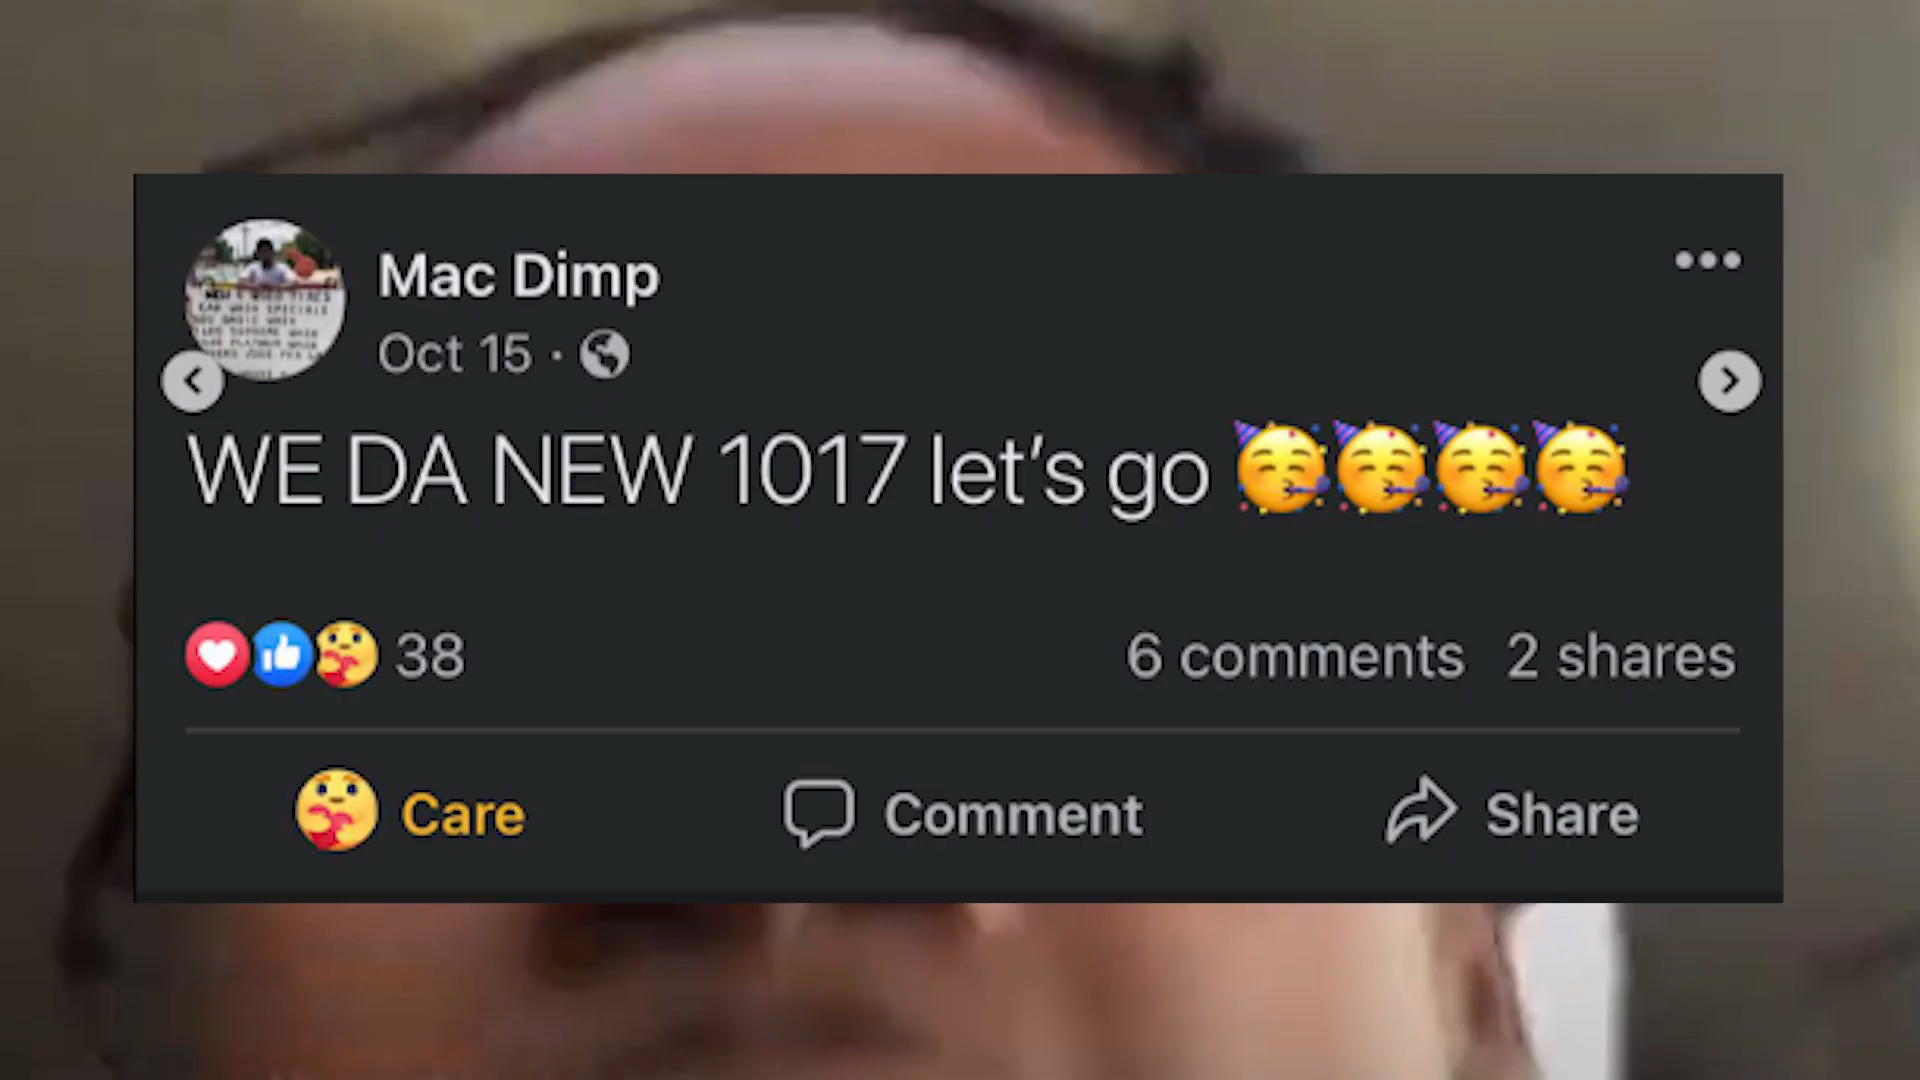 Mac Dimp
Oct 15 ·
WE DA NEW 1017 let's go 🥳🥳🥳🥳
38
6 comments 2 shares
Care
Comment
Share